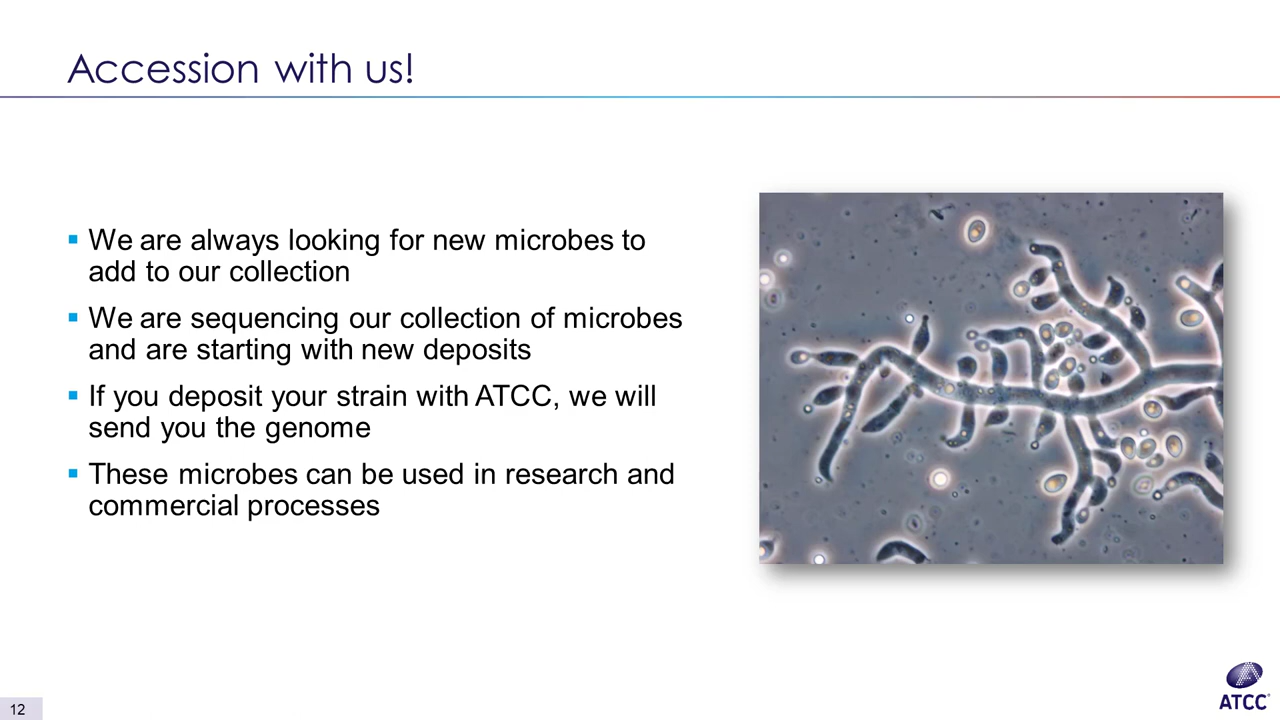 Accession with us!
▪ We are always looking for new microbes to
add to our collection
▪ We are sequencing our collection of microbes
and are starting with new deposits
▪ If you deposit your strain with ATCC, we will
send you the genome
▪ These microbes can be used in research and
commercial processes
12
ATCC®